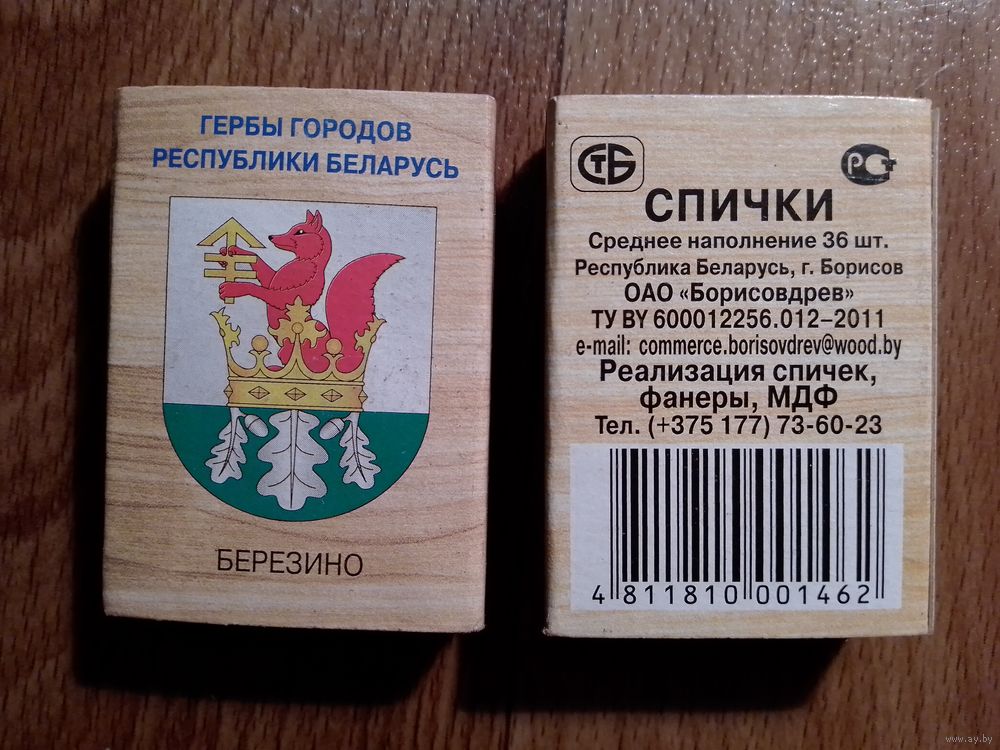 ГЕРБЫ ГОРОДОВ
РЕСПУБЛИКИ БЕЛАРУСЬ
БЕРЕЗИНО
СТБ
РСТ
СПИЧКИ
Среднее наполнение 36 шт.
Республика Беларусь, г. Борисов
ОАО «Борисовдрев»
ТУ BY 600012256.012–2011
e-mail: commerce.borisovdrev@wood.by
Реализация спичек,
фанеры, МДФ
Тел. (+375 177) 73-60-23
4 811810 001462
www.ay.by